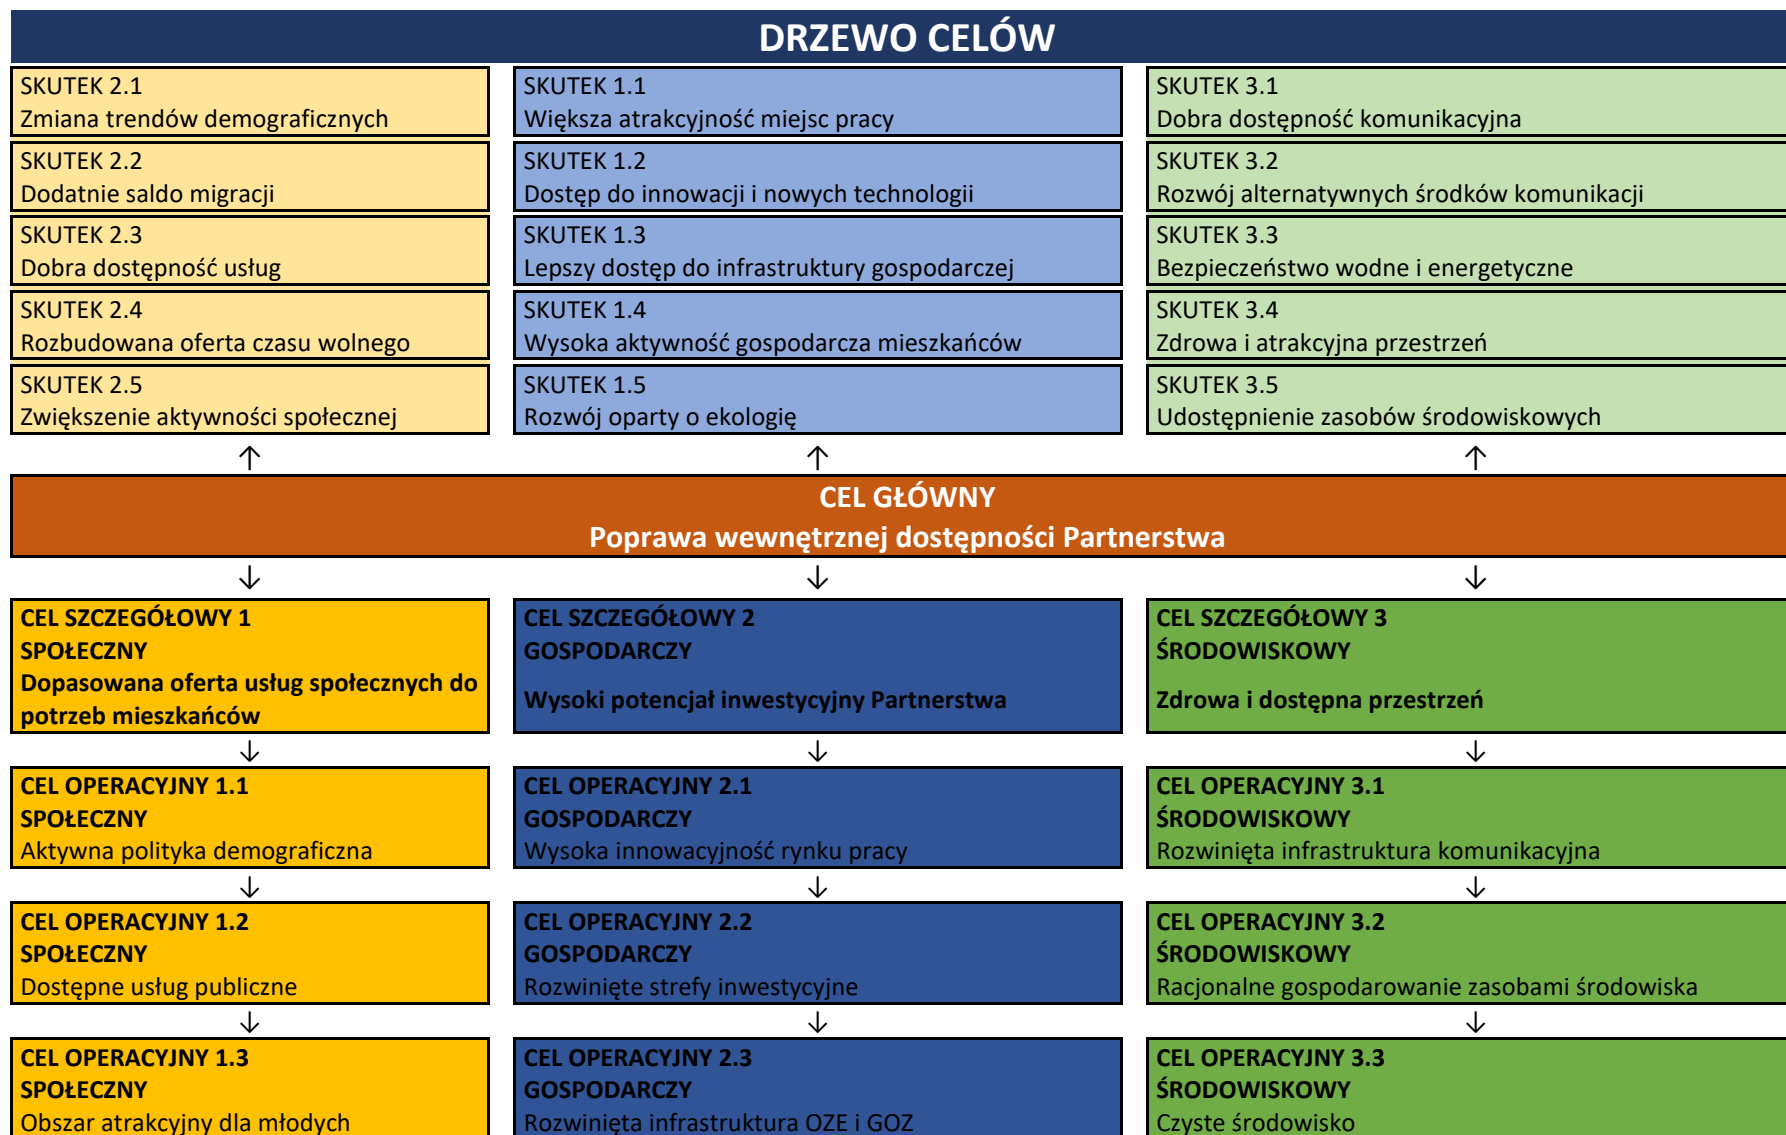 DRZEWO CELÓW
SKUTEK 2.1
Zmiana trendów demograficznych
SKUTEK 1.1
Większa atrakcyjność miejsc pracy
SKUTEK 3.1
Dobra dostępność komunikacyjna
SKUTEK 2.2
Dodatnie saldo migracji
SKUTEK 1.2
Dostęp do innowacji i nowych technologii
SKUTEK 3.2
Rozwój alternatywnych środków komunikacji
SKUTEK 2.3
Dobra dostępność usług
SKUTEK 1.3
Lepszy dostęp do infrastruktury gospodarczej
SKUTEK 3.3
Bezpieczeństwo wodne i energetyczne
SKUTEK 2.4
Rozbudowana oferta czasu wolnego
SKUTEK 1.4
Wysoka aktywność gospodarcza mieszkańców
SKUTEK 3.4
Zdrowa i atrakcyjna przestrzeń
SKUTEK 2.5
Zwiększenie aktywności społecznej
SKUTEK 1.5
Rozwój oparty o ekologię
SKUTEK 3.5
Udostępnienie zasobów środowiskowych
↑ ↑ ↑
CEL GŁÓWNY
Poprawa wewnętrznej dostępności Partnerstwa
↓ ↓ ↓
CEL SZCZEGÓŁOWY 1
SPOŁECZNY
Dopasowana oferta usług społecznych do
potrzeb mieszkańców
CEL SZCZEGÓŁOWY 2
GOSPODARCZY
Wysoki potencjał inwestycyjny Partnerstwa
CEL SZCZEGÓŁOWY 3
ŚRODOWISKOWY
Zdrowa i dostępna przestrzeń
↓ ↓ ↓
CEL OPERACYJNY 1.1
SPOŁECZNY
Aktywna polityka demograficzna
CEL OPERACYJNY 2.1
GOSPODARCZY
Wysoka innowacyjność rynku pracy
CEL OPERACYJNY 3.1
ŚRODOWISKOWY
Rozwinięta infrastruktura komunikacyjna
↓ ↓ ↓
CEL OPERACYJNY 1.2
SPOŁECZNY
Dostępne usług publiczne
CEL OPERACYJNY 2.2
GOSPODARCZY
Rozwinięte strefy inwestycyjne
CEL OPERACYJNY 3.2
ŚRODOWISKOWY
Racjonalne gospodarowanie zasobami środowiska
↓ ↓ ↓
CEL OPERACYJNY 1.3
SPOŁECZNY
Obszar atrakcyjny dla młodych
CEL OPERACYJNY 2.3
GOSPODARCZY
Rozwinięta infrastruktura OZE i GOZ
CEL OPERACYJNY 3.3
ŚRODOWISKOWY
Czyste środowisko